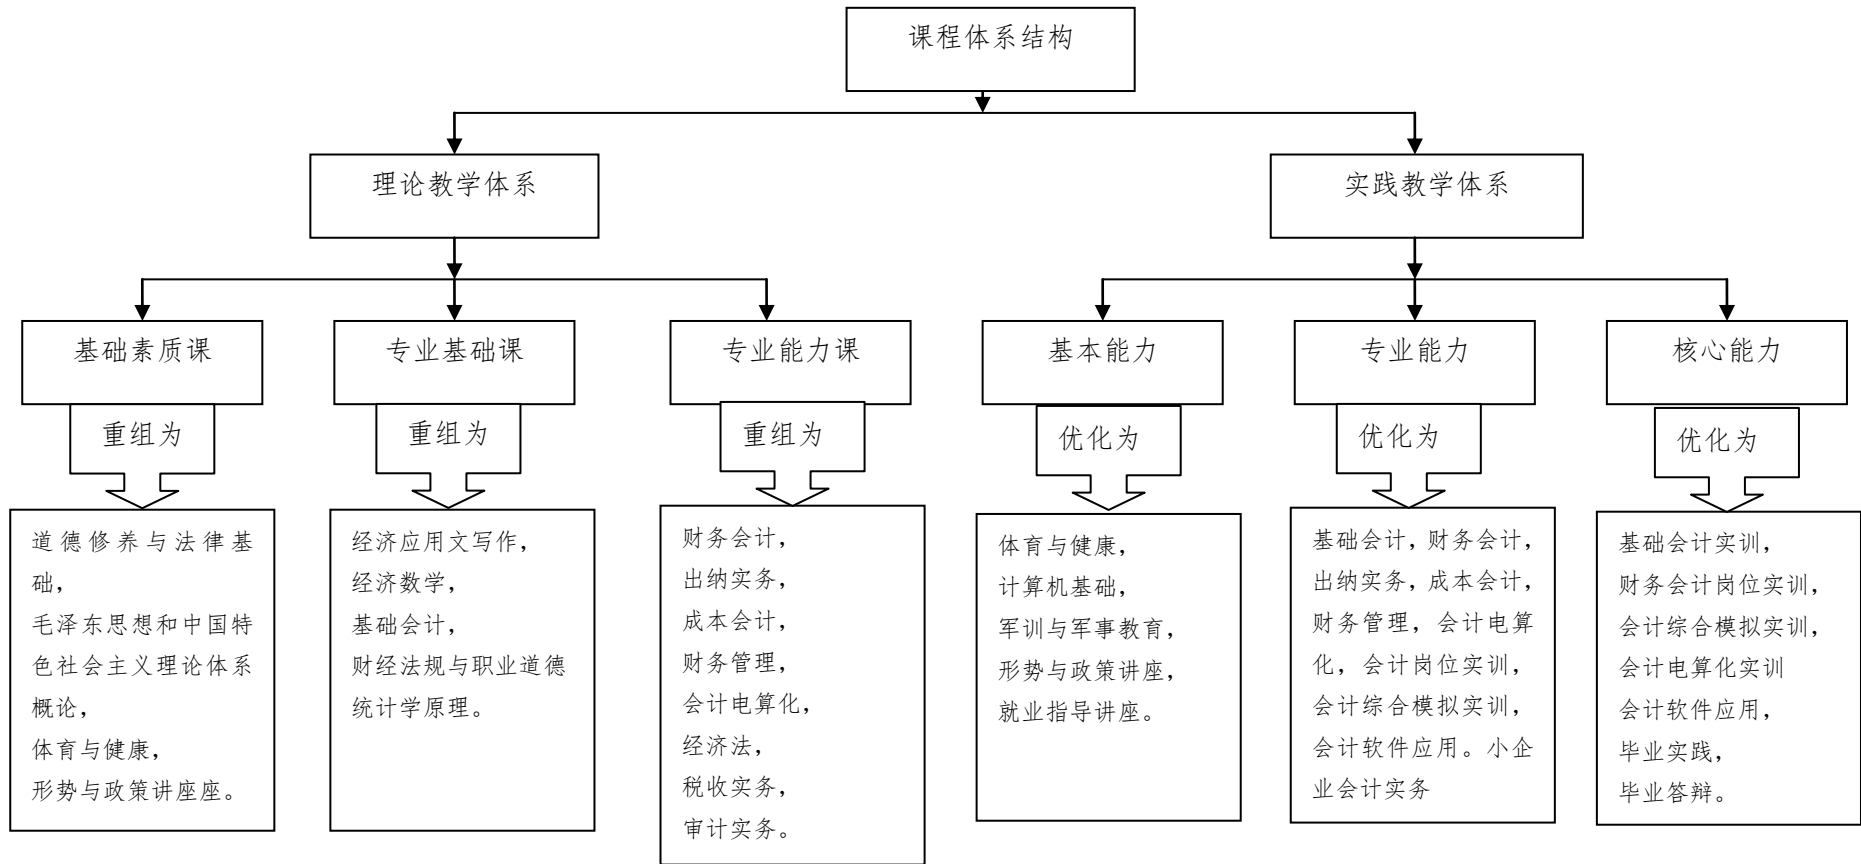 课程体系结构
理论教学体系
实践教学体系
基础素质课
专业基础课
专业能力课
基本能力
专业能力
核心能力
重组为
重组为
重组为
优化为
优化为
优化为
道德修养与法律基
础，
毛泽东思想和中国特
色社会主义理论体系
概论，
体育与健康，
形势与政策讲座座。
经济应用文写作，
经济数学，
基础会计，
财经法规与职业道德
统计学原理。
财务会计，
出纳实务，
成本会计，
财务管理，
会计电算化，
经济法，
税收实务，
审计实务。
体育与健康，
计算机基础，
军训与军事教育，
形势与政策讲座，
就业指导讲座。
基础会计，财务会计，
出纳实务，成本会计，
财务管理，会计电算
化，会计岗位实训，
会计综合模拟实训，
会计软件应用。小企
业会计实务
基础会计实训，
财务会计岗位实训，
会计综合模拟实训，
会计电算化实训
会计软件应用，
毕业实践，
毕业答辩。